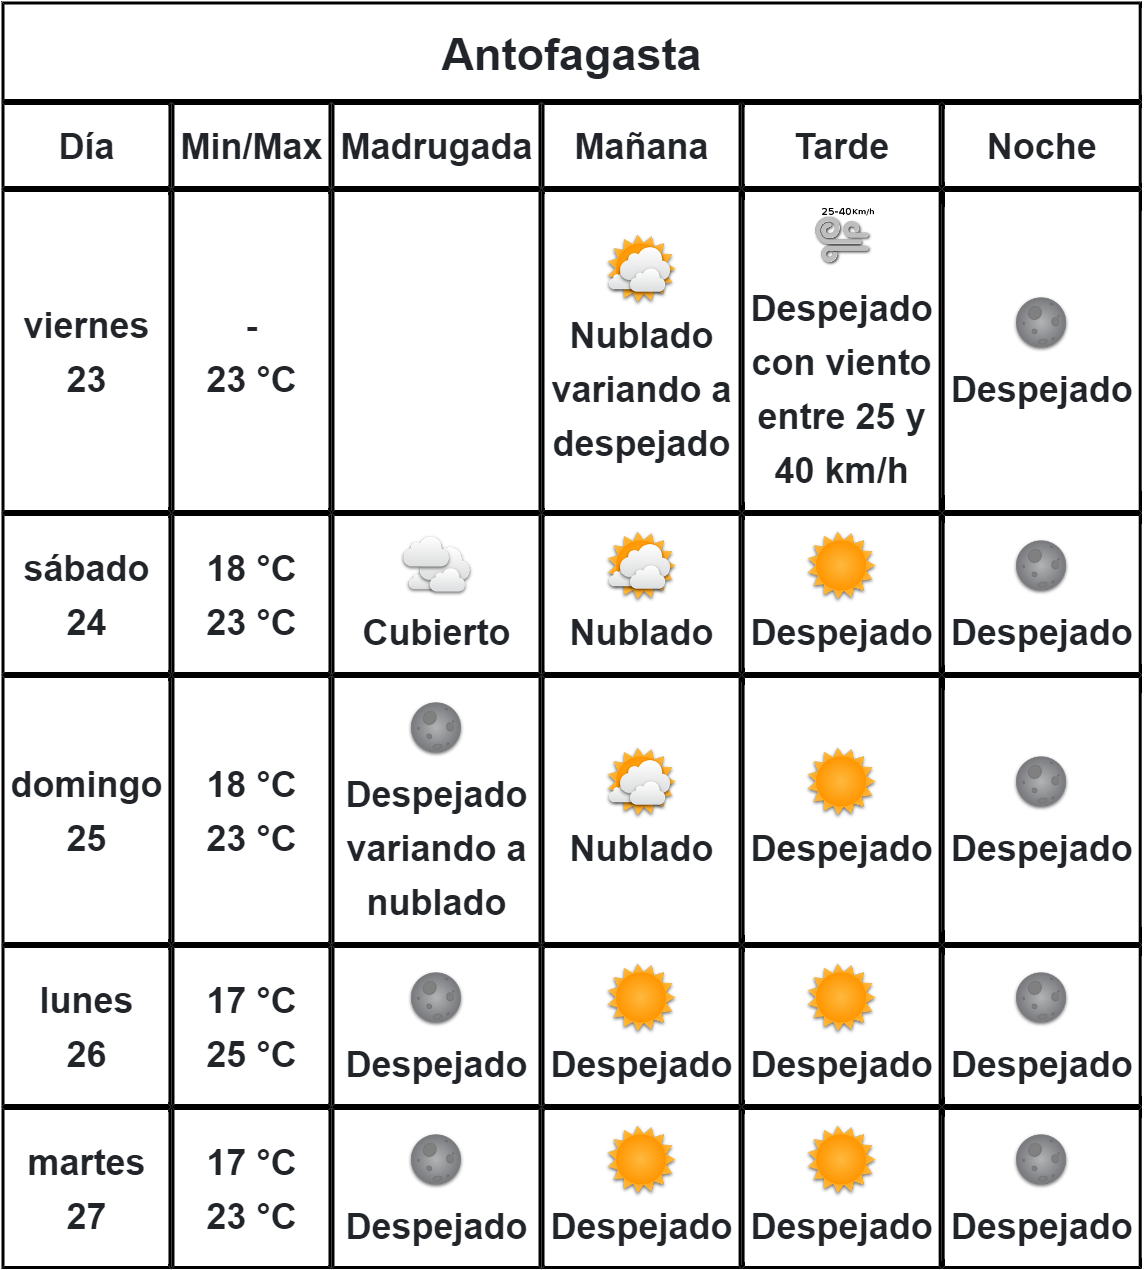 Antofagasta
Día Min/Max Madrugada Mañana Tarde Noche
viernes
23
-
23 °C
Nublado
variando a
despejado
25-40Km/h
Despejado
con viento
entre 25 y
40 km/h
Despejado
sábado
24
18 °C
23 °C
Cubierto
Nublado
Despejado
Despejado
domingo
25
18 °C
23 °C
Despejado
variando a
nublado
Nublado
Despejado
Despejado
lunes
26
17 °C
25 °C
Despejado
Despejado
Despejado
Despejado
martes
27
17 °C
23 °C
Despejado
Despejado
Despejado
Despejado